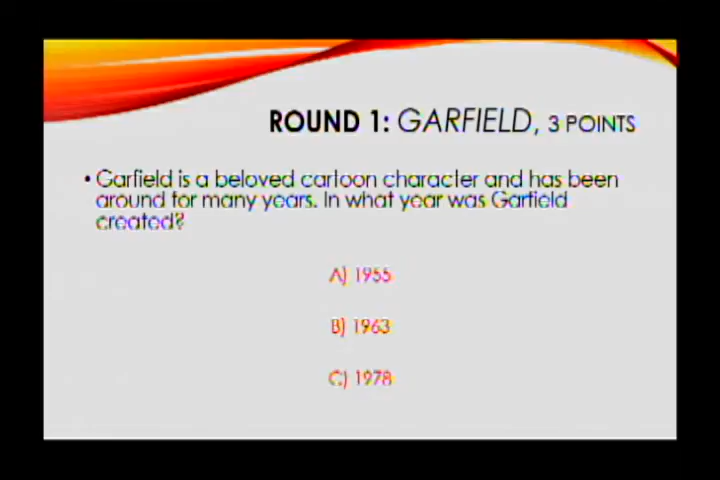 ROUND 1: GARFIELD, 3 POINTS
• Garfield is a beloved cartoon character and has been
around for many years. In what year was Garfield
created?
A) 1955
B) 1963
C) 1978